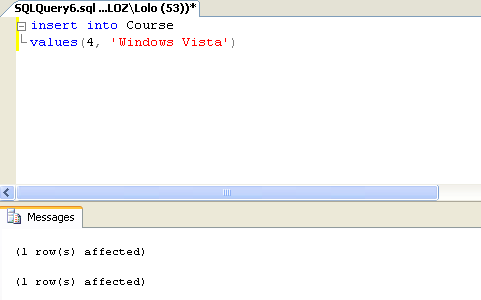 SQLQuery6.sql ...LOZ\Lolo (53))*
insert into Course
values(4, 'Windows Vista')
Messages
(1 row(s) affected)
(1 row(s) affected)